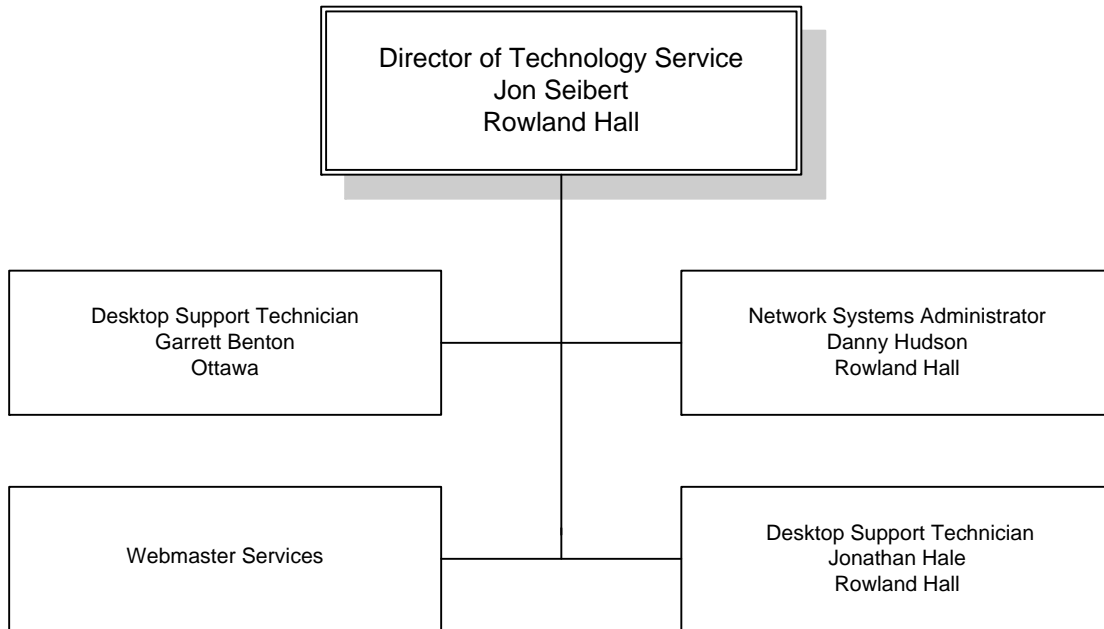 Director of Technology Service
Jon Seibert
Rowland Hall
Desktop Support Technician
Garrett Benton
Ottawa
Network Systems Administrator
Danny Hudson
Rowland Hall
Webmaster Services
Desktop Support Technician
Jonathan Hale
Rowland Hall